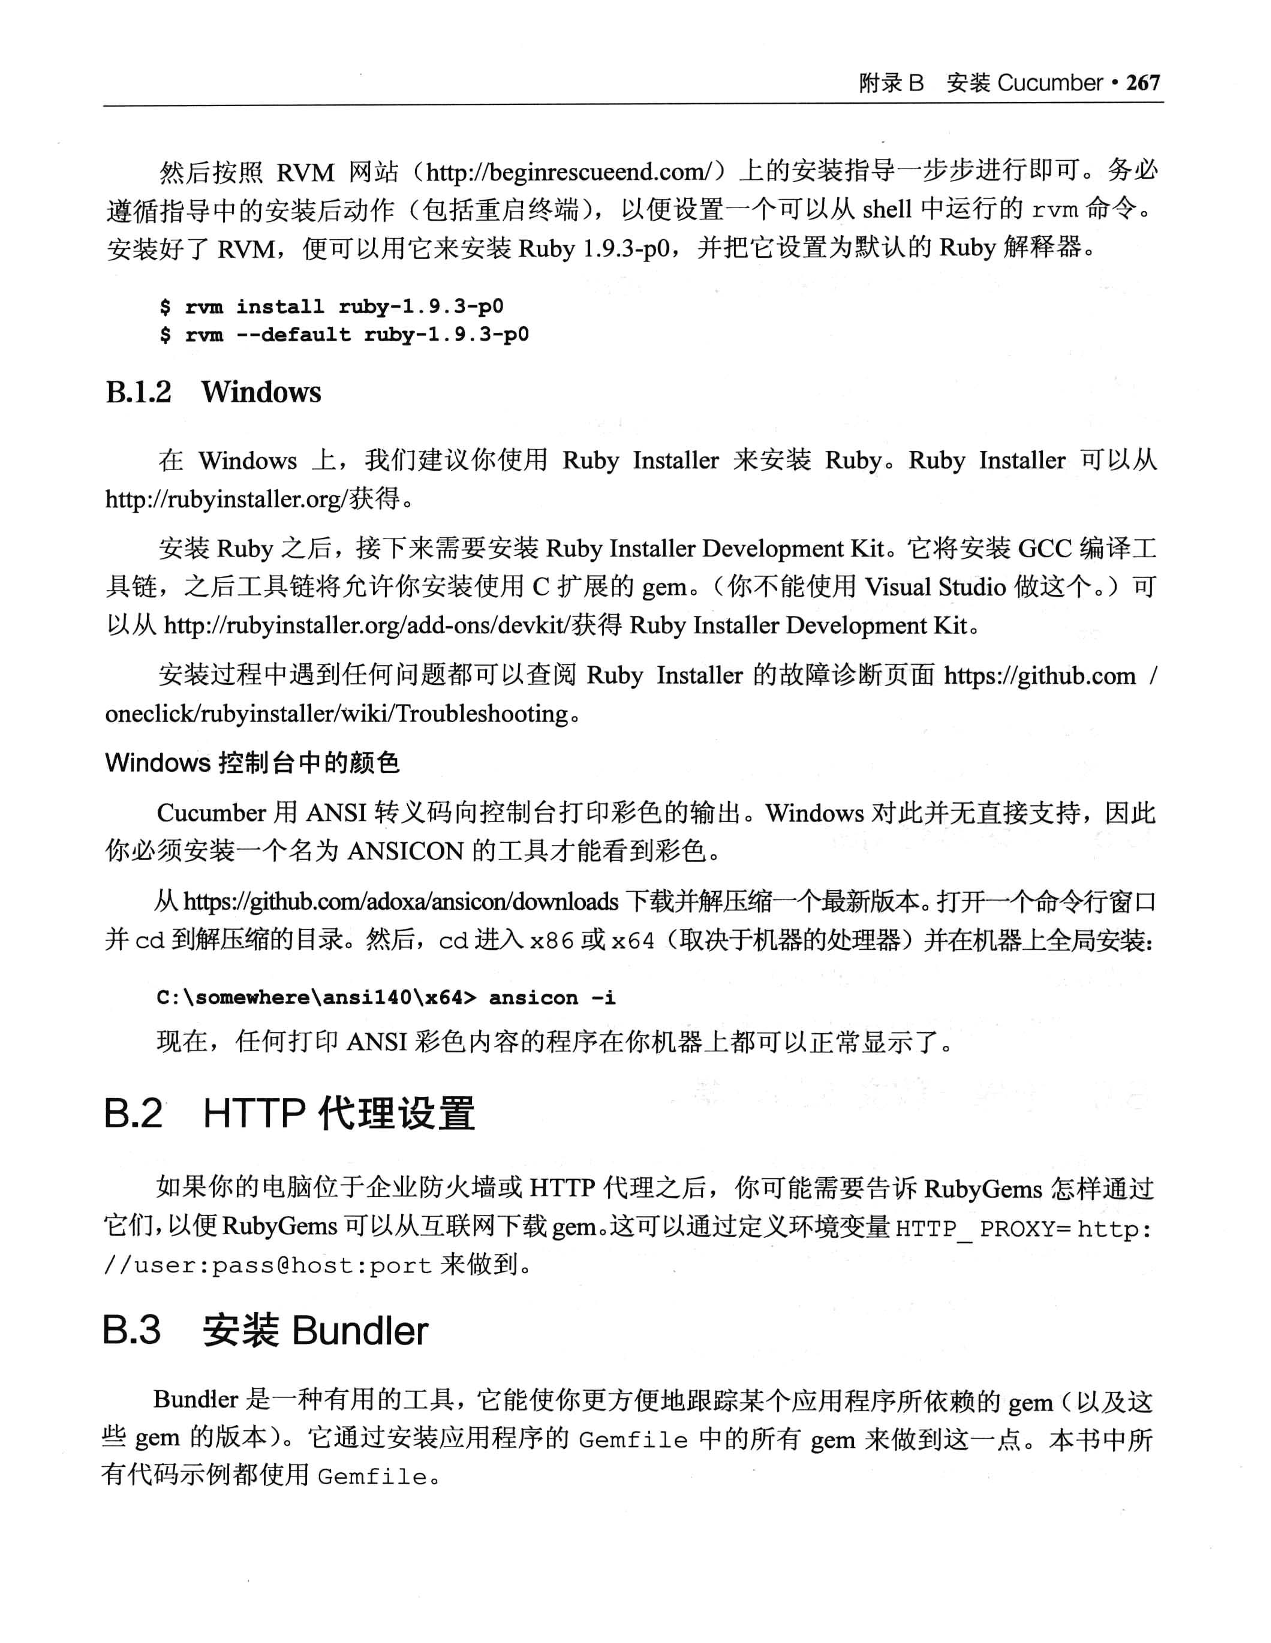 附录 B 安装 Cucumber • 267
然后按照 RVM 网站（http://beginrescueend.com/）上的安装指导一步步进行即可。务必
遵循指导中的安装后动作（包括重启终端），以便设置一个可以从 shell 中运行的 rvm 命令。
安装好了 RVM，便可以用它来安装 Ruby 1.9.3-p0，并把它设置为默认的 Ruby 解释器。
$ rvm install ruby-1.9.3-p0
$ rvm --default ruby-1.9.3-p0
B.1.2 Windows
在 Windows 上，我们建议你使用 Ruby Installer 来安装 Ruby。Ruby Installer 可以从
http://rubyinstaller.org/获得。
安装 Ruby 之后，接下来需要安装 Ruby Installer Development Kit。它将安装 GCC 编译工
具链，之后工具链将允许你安装使用 C 扩展的 gem。（你不能使用 Visual Studio 做这个。）可
以从 http://rubyinstaller.org/add-ons/devkit/获得 Ruby Installer Development Kit。
安装过程中遇到任何问题都可以查阅 Ruby Installer 的故障诊断页面 https://github.com /
oneclick/rubyinstaller/wiki/Troubleshooting。
Windows 控制台中的颜色
Cucumber 用 ANSI 转义码向控制台打印彩色的输出。Windows 对此并无直接支持，因此
你必须安装一个名为 ANSICON 的工具才能看到彩色。
从 https://github.com/adoxa/ansicon/downloads 下载并解压缩一个最新版本。打开一个命令行窗口
并 cd 到解压缩的目录。然后，cd 进入 x86 或 x64（取决于机器的处理器）并在机器上全局安装：
C:\somewhere\ansi140\x64> ansicon -i
现在，任何打印 ANSI 彩色内容的程序在你机器上都可以正常显示了。
B.2 HTTP 代理设置
如果你的电脑位于企业防火墙或 HTTP 代理之后，你可能需要告诉 RubyGems 怎样通过
它们，以便 RubyGems 可以从互联网下载 gem。这可以通过定义环境变量 HTTP_ PROXY= http:
//user:pass@host:port 来做到。
B.3 安装 Bundler
Bundler 是一种有用的工具，它能使你更方便地跟踪某个应用程序所依赖的 gem（以及这
些 gem 的版本）。它通过安装应用程序的 Gemfile 中的所有 gem 来做到这一点。本书中所
有代码示例都使用 Gemfile。